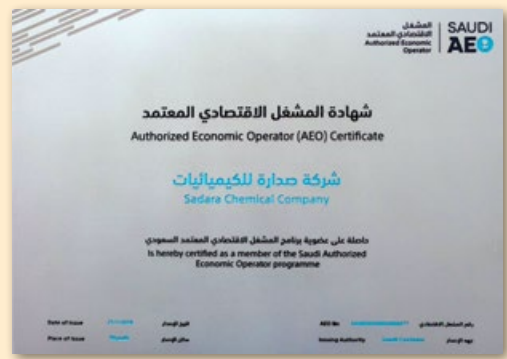 المشغل
الاقتصادي المعتمد
Authorized Economic
Operator
SAUDI
AEO
شهادة المشغل الاقتصادي المعتمد
Authorized Economic Operator (AEO) Certificate
شركة صدارة للكيميائيات
Sadara Chemical Company
حاصلة على عضوية برنامج المشغل الاقتصادي المعتمد السعودي
Is hereby certified as a member of the Saudi Authorized
Economic Operator programme
Date of Issue تاريخ الإصدار
AEO No رقم المشغل الاقتصادي
Place of Issue Riyadh مكان الإصدار
Issuing Authority Saudi Customs جهة الإصدار